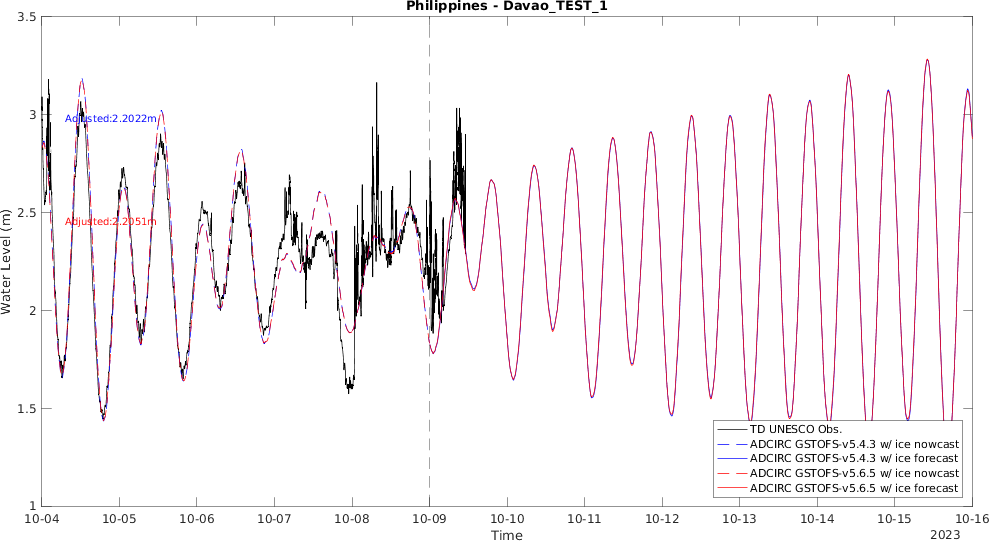 Philippines - Davao_TEST_1
3.5
3
2.5
2
1.5
1
Water Level (m)
Adjusted:2.2022m
Adjusted:2.2051m
TD UNESCO Obs.
ADCIRC GSTOFS-v5.4.3 w/ ice nowcast
ADCIRC GSTOFS-v5.4.3 w/ ice forecast
ADCIRC GSTOFS-v5.6.5 w/ ice nowcast
ADCIRC GSTOFS-v5.6.5 w/ ice forecast
10-04 10-05 10-06 10-07 10-08 10-09 10-10 10-11 10-12 10-13 10-14 10-15 10-16
Time
2023